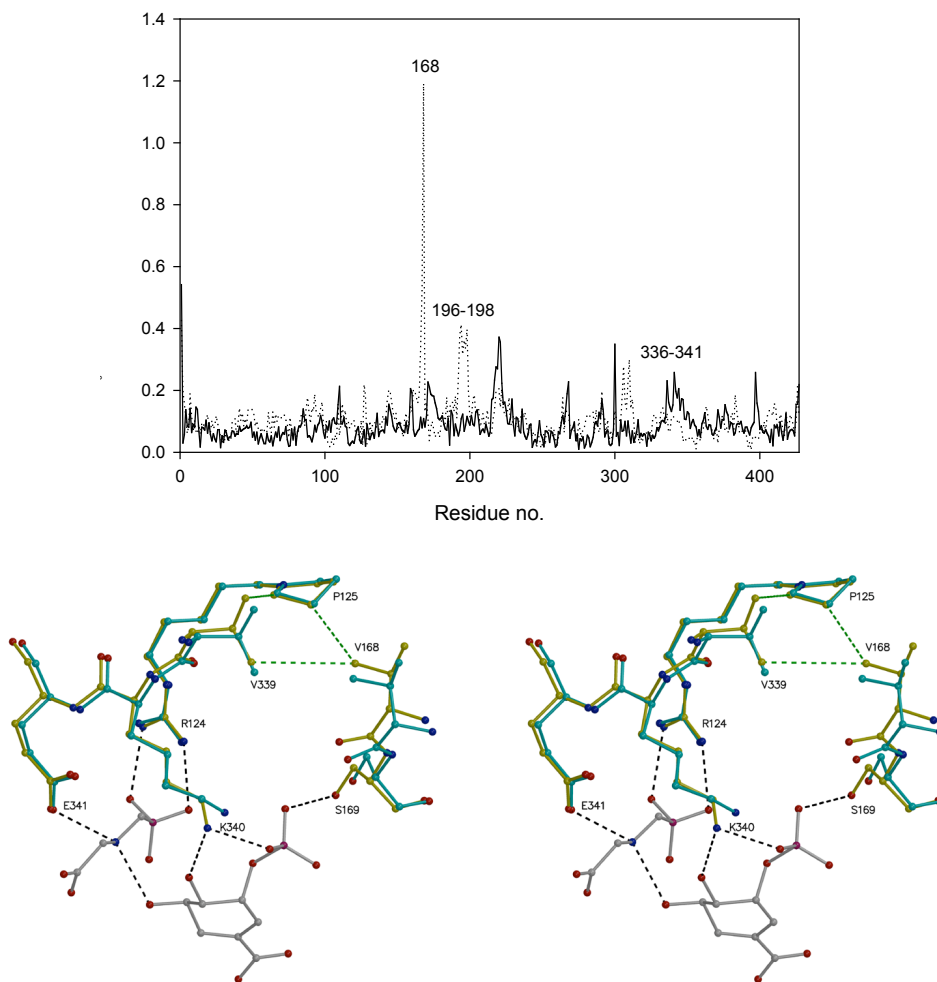 1.4
1.2
1.0
0.8
0.6
0.4
0.2
0.0
168
196-198
336-341
0 100 200 300 400
Residue no.
P125 P125
V168 V168
V339 V339
R124 R124
E341 K340 S169 E341 K340 S169